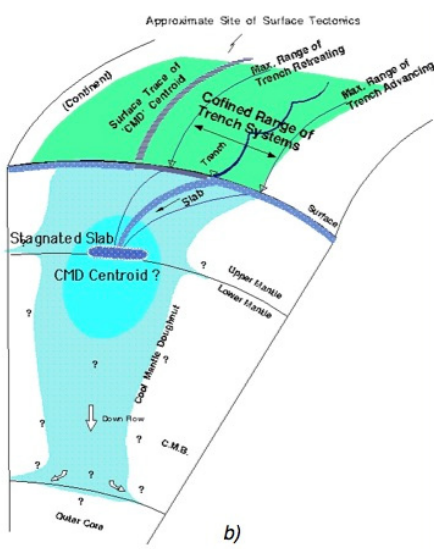 Approximate Site of Surface Tectonics
(Continent)
Surface Trace of
'CMD' Centroid
Max. Range of
Trench Retreating
Max. Range of
Trench Advancing
Cofined Range of
Trench Systems
Trench
Slab
Surface
Stagnated Slab
?
CMD Centroid ?
?
Upper Mantle
Lower Mantle
?
Cool Mantle Doughnut
?
?
?
Down Flow
?
?
C.M.B.
?
?
?
?
?
Outer Core
b)